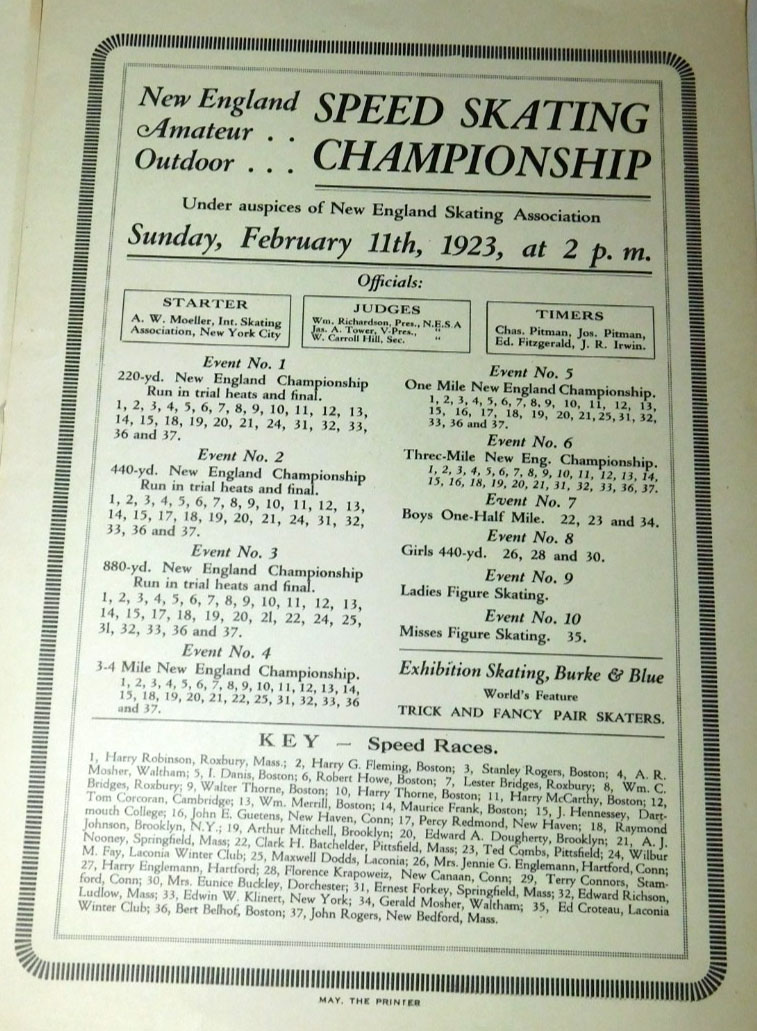 New England
Amateur . .
Outdoor . . .
SPEED SKATING
CHAMPIONSHIP
Under auspices of New England Skating Association
Sunday, February 11th, 1923, at 2 p. m.
Officials:
STARTER
A. W. Moeller, Int. Skating
Association, New York City
JUDGES
Wm. Richardson, Pres., N.E.S.A
Jas. A. Tower, V-Pres., "
W. Carroll Hill, Sec. "
TIMERS
Chas. Pitman, Jos. Pitman,
Ed. Fitzgerald, J. R. Irwin.
Event No. 1
220-yd. New England Championship
Run in trial heats and final.
1, 2, 3, 4, 5, 6, 7, 8, 9, 10, 11, 12, 13,
14, 15, 18, 19, 20, 21, 24, 31, 32, 33,
36 and 37.
Event No. 2
440-yd. New England Championship
Run in trial heats and final.
1, 2, 3, 4, 5, 6, 7, 8, 9, 10, 11, 12, 13,
14, 15, 17, 18, 19, 20, 21, 24, 31, 32,
33, 36 and 37.
Event No. 3
880-yd. New England Championship
Run in trial heats and final.
1, 2, 3, 4, 5, 6, 7, 8, 9, 10, 11, 12, 13,
14, 15, 17, 18, 19, 20, 21, 22, 24, 25,
31, 32, 33, 36 and 37.
Event No. 4
3-4 Mile New England Championship.
1, 2, 3, 4, 5, 6, 7, 8, 9, 10, 11, 12, 13, 14,
15, 18, 19, 20, 21, 22, 25, 31, 32, 33, 36
and 37.
Event No. 5
One Mile New England Championship.
1, 2, 3, 4, 5, 6, 7, 8, 9, 10, 11, 12, 13,
15, 16, 17, 18, 19, 20, 21, 25, 31, 32,
33, 36 and 37.
Event No. 6
Three-Mile New Eng. Championship.
1, 2, 3, 4, 5, 6, 7, 8, 9, 10, 11, 12, 13, 14,
15, 16, 18, 19, 20, 21, 31, 32, 33, 36, 37.
Event No. 7
Boys One-Half Mile. 22, 23 and 34.
Event No. 8
Girls 440-yd. 26, 28 and 30.
Event No. 9
Ladies Figure Skating.
Event No. 10
Misses Figure Skating. 35.
Exhibition Skating, Burke & Blue
World's Feature
TRICK AND FANCY PAIR SKATERS.
KEY — Speed Races.
1, Harry Robinson, Roxbury, Mass.; 2, Harry G. Fleming, Boston; 3, Stanley Rogers, Boston; 4, A. R.
Mosher, Waltham; 5, I. Danis, Boston; 6, Robert Howe, Boston; 7, Lester Bridges, Roxbury; 8, Wm. C.
Bridges, Roxbury; 9, Walter Thorne, Boston; 10, Harry Thorne, Boston; 11, Harry McCarthy, Boston; 12,
Tom Corcoran, Cambridge; 13, Wm. Merrill, Boston; 14, Maurice Frank, Boston; 15, J. Hennessey, Dart-
mouth College; 16, John E. Guetens, New Haven, Conn; 17, Percy Redmond, New Haven; 18, Raymond
Johnson, Brooklyn, N.Y.; 19, Arthur Mitchell, Brooklyn; 20, Edward A. Dougherty, Brooklyn; 21, A. J.
Nooney, Springfield, Mass; 22, Clark H. Batchelder, Pittsfield, Mass; 23, Ted Combs, Pittsfield; 24, Wilbur
M. Fay, Laconia Winter Club; 25, Maxwell Dodds, Laconia; 26, Mrs. Jennie G. Englemann, Hartford, Conn;
27, Harry Englemann, Hartford; 28, Florence Krapoweiz, New Canaan, Conn; 29, Terry Connors, Stam-
ford, Conn; 30, Mrs. Eunice Buckley, Dorchester; 31, Ernest Forkey, Springfield, Mass; 32, Edward Richson,
Ludlow, Mass; 33, Edwin W. Klinert, New York; 34, Gerald Mosher, Waltham; 35, Ed Croteau, Laconia
Winter Club; 36, Bert Belhof, Boston; 37, John Rogers, New Bedford, Mass.
MAY, THE PRINTER